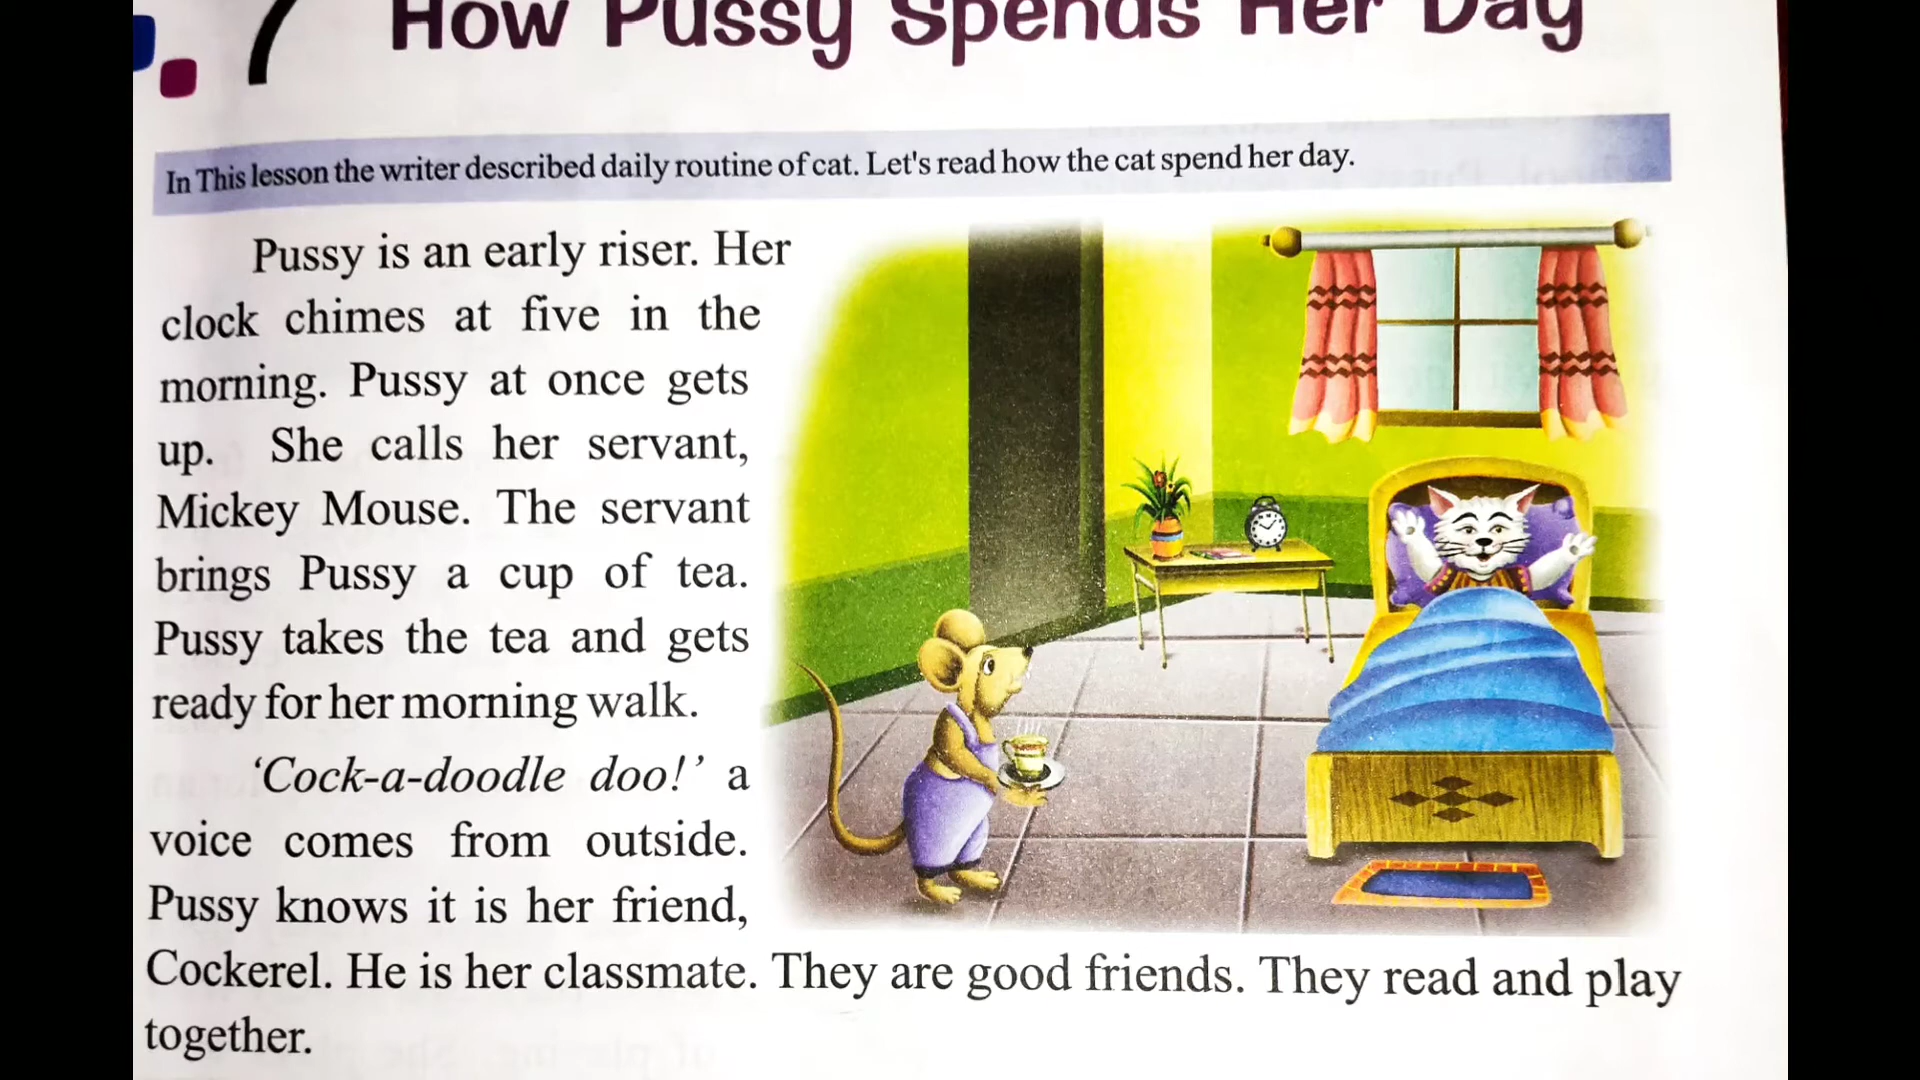 7 How Pussy Spends Her Day
In This lesson the writer described daily routine of cat. Let's read how the cat spend her day.
Pussy is an early riser. Her
clock chimes at five in the
morning. Pussy at once gets
up. She calls her servant,
Mickey Mouse. The servant
brings Pussy a cup of tea.
Pussy takes the tea and gets
ready for her morning walk.
‘Cock-a-doodle doo!’ a
voice comes from outside.
Pussy knows it is her friend,
Cockerel. He is her classmate. They are good friends. They read and play
together.